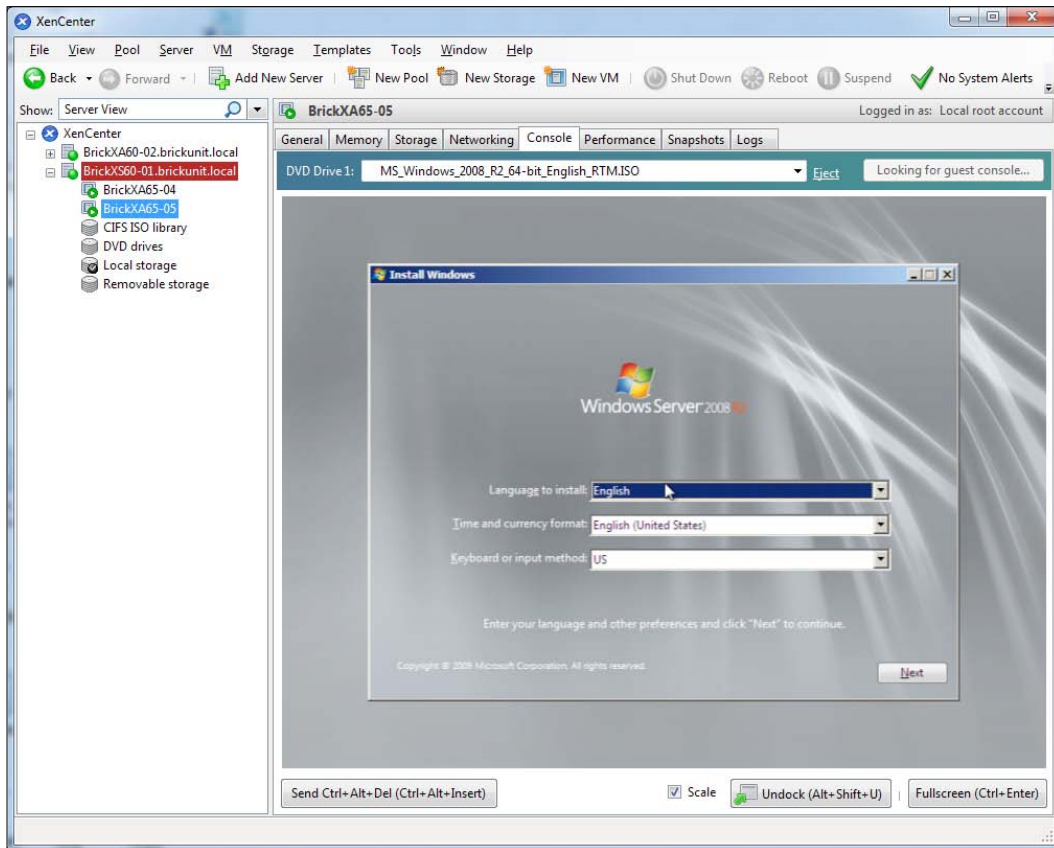 XenCenter
File View Pool Server VM Storage Templates Tools Window Help
Back Forward Add New Server New Pool New Storage New VM Shut Down Reboot Suspend No System Alerts
Show: Server View
BrickXA65-05 Logged in as: Local root account
XenCenter
BrickXA60-02.brickunit.local
BrickXS60-01.brickunit.local
BrickXA65-04
BrickXA65-05
CIFS ISO library
DVD drives
Local storage
Removable storage
General Memory Storage Networking Console Performance Snapshots Logs
DVD Drive 1: MS_Windows_2008_R2_64-bit_English_RTM.ISO Eject Looking for guest console...
Install Windows
Windows Server 2008 R2
Language to install: English
Time and currency format: English (United States)
Keyboard or input method: US
Enter your language and other preferences and click "Next" to continue.
Copyright © 2009 Microsoft Corporation. All rights reserved.
Next
Send Ctrl+Alt+Del (Ctrl+Alt+Insert) Scale Undock (Alt+Shift+U) Fullscreen (Ctrl+Enter)